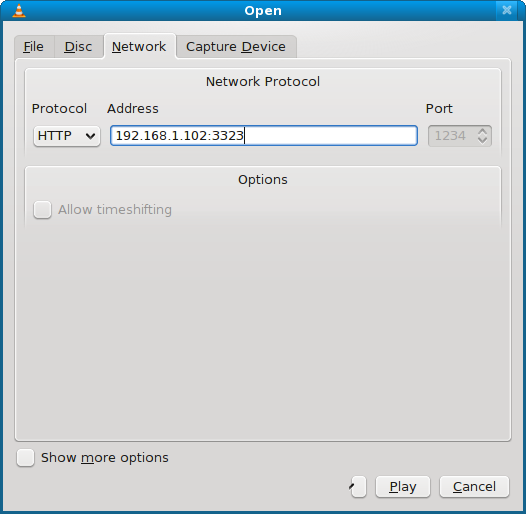 Open
File Disc Network Capture Device
Network Protocol
Protocol Address Port
HTTP 192.168.1.102:3323 1234
Options
Allow timeshifting
Show more options
Play Cancel